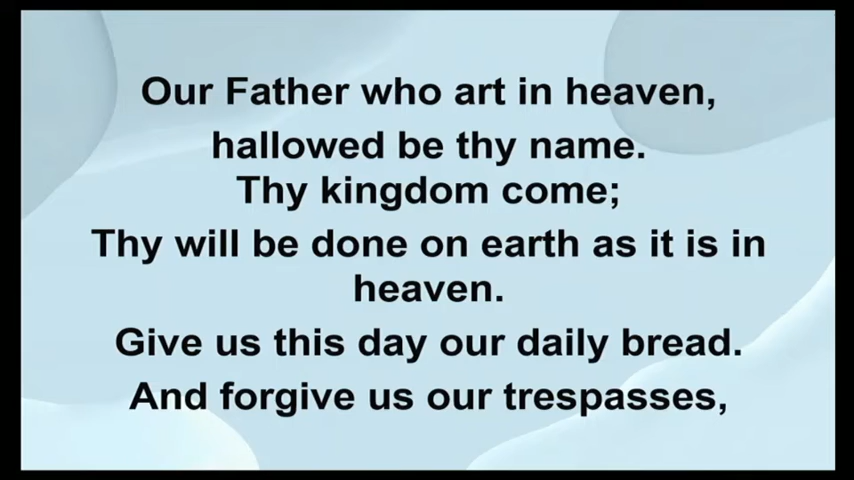 Our Father who art in heaven,
hallowed be thy name.
Thy kingdom come;
Thy will be done on earth as it is in
heaven.
Give us this day our daily bread.
And forgive us our trespasses,